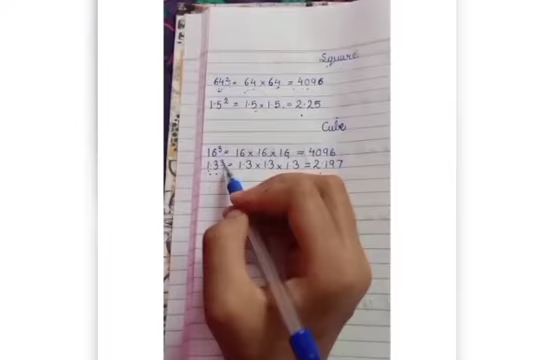 Square
64² = 64 × 64 = 4096
1·5² = 1·5 × 1·5 = 2·25
Cube
16³ = 16 × 16 × 16 = 4096
1·3³ = 1·3 × 1·3 × 1·3 = 2·197